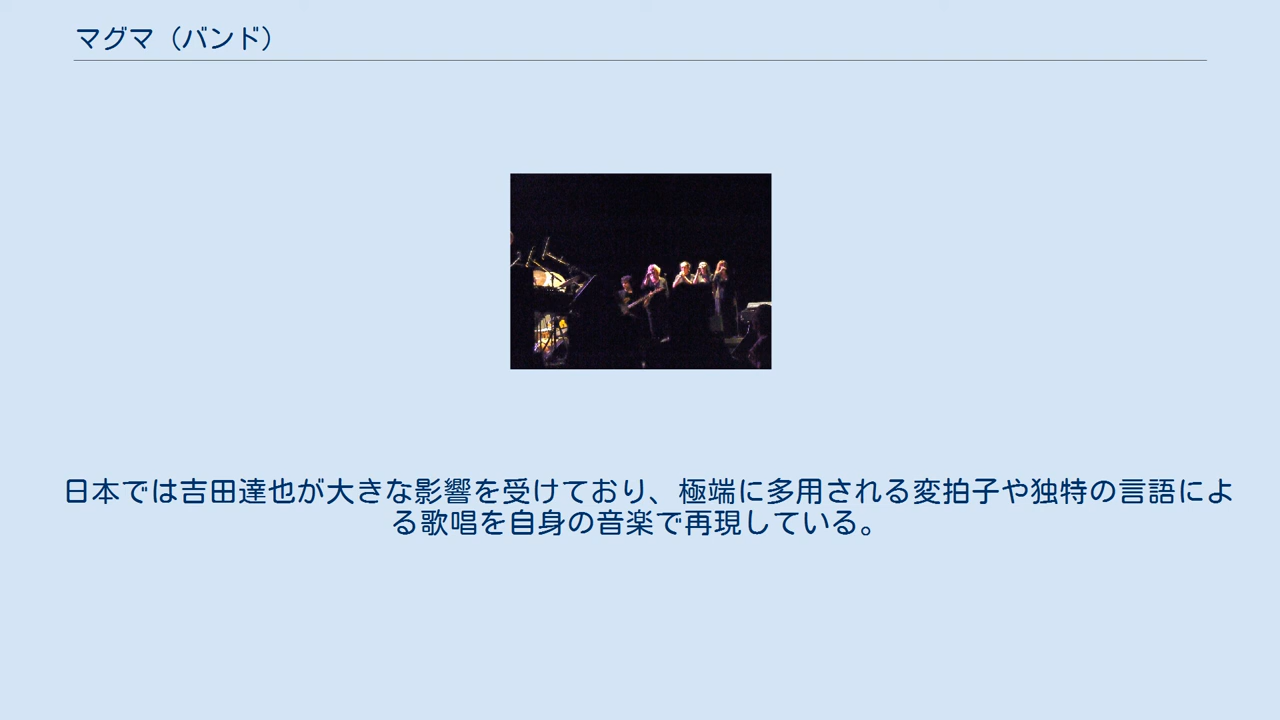 マグマ（バンド）
日本では吉田達也が大きな影響を受けており、極端に多用される変拍子や独特の言語によ
る歌唱を自身の音楽で再現している。